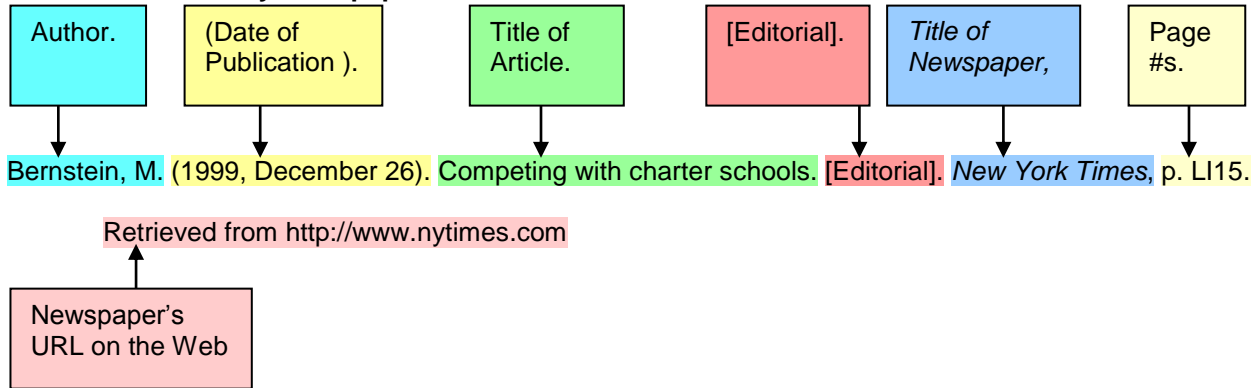 Author.
(Date of
Publication ).
Title of
Article.
[Editorial].
Title of
Newspaper,
Page
#s.
Bernstein, M. (1999, December 26). Competing with charter schools. [Editorial]. New York Times, p. LI15.
Retrieved from http://www.nytimes.com
Newspaper's
URL on the Web